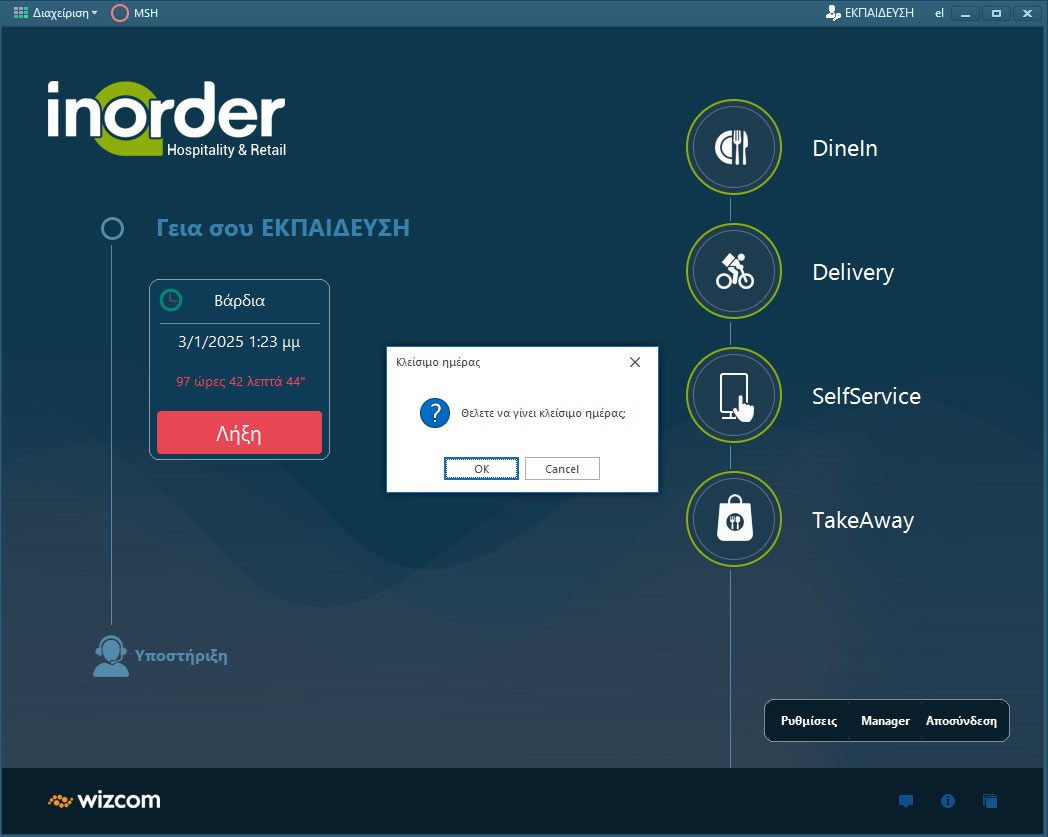 Διαχείριση
MSH
ΕΚΠΑΙΔΕΥΣΗ
el
inorder
Hospitality & Retail
Γεια σου ΕΚΠΑΙΔΕΥΣΗ
Βάρδια
3/1/2025 1:23 μμ
97 ώρες 42 λεπτά 44"
Λήξη
Υποστήριξη
Κλείσιμο ημέρας
Θελετε να γίνει κλείσιμο ημέρας;
OK
Cancel
DineIn
Delivery
SelfService
TakeAway
Ρυθμίσεις
Manager
Αποσύνδεση
wizcom